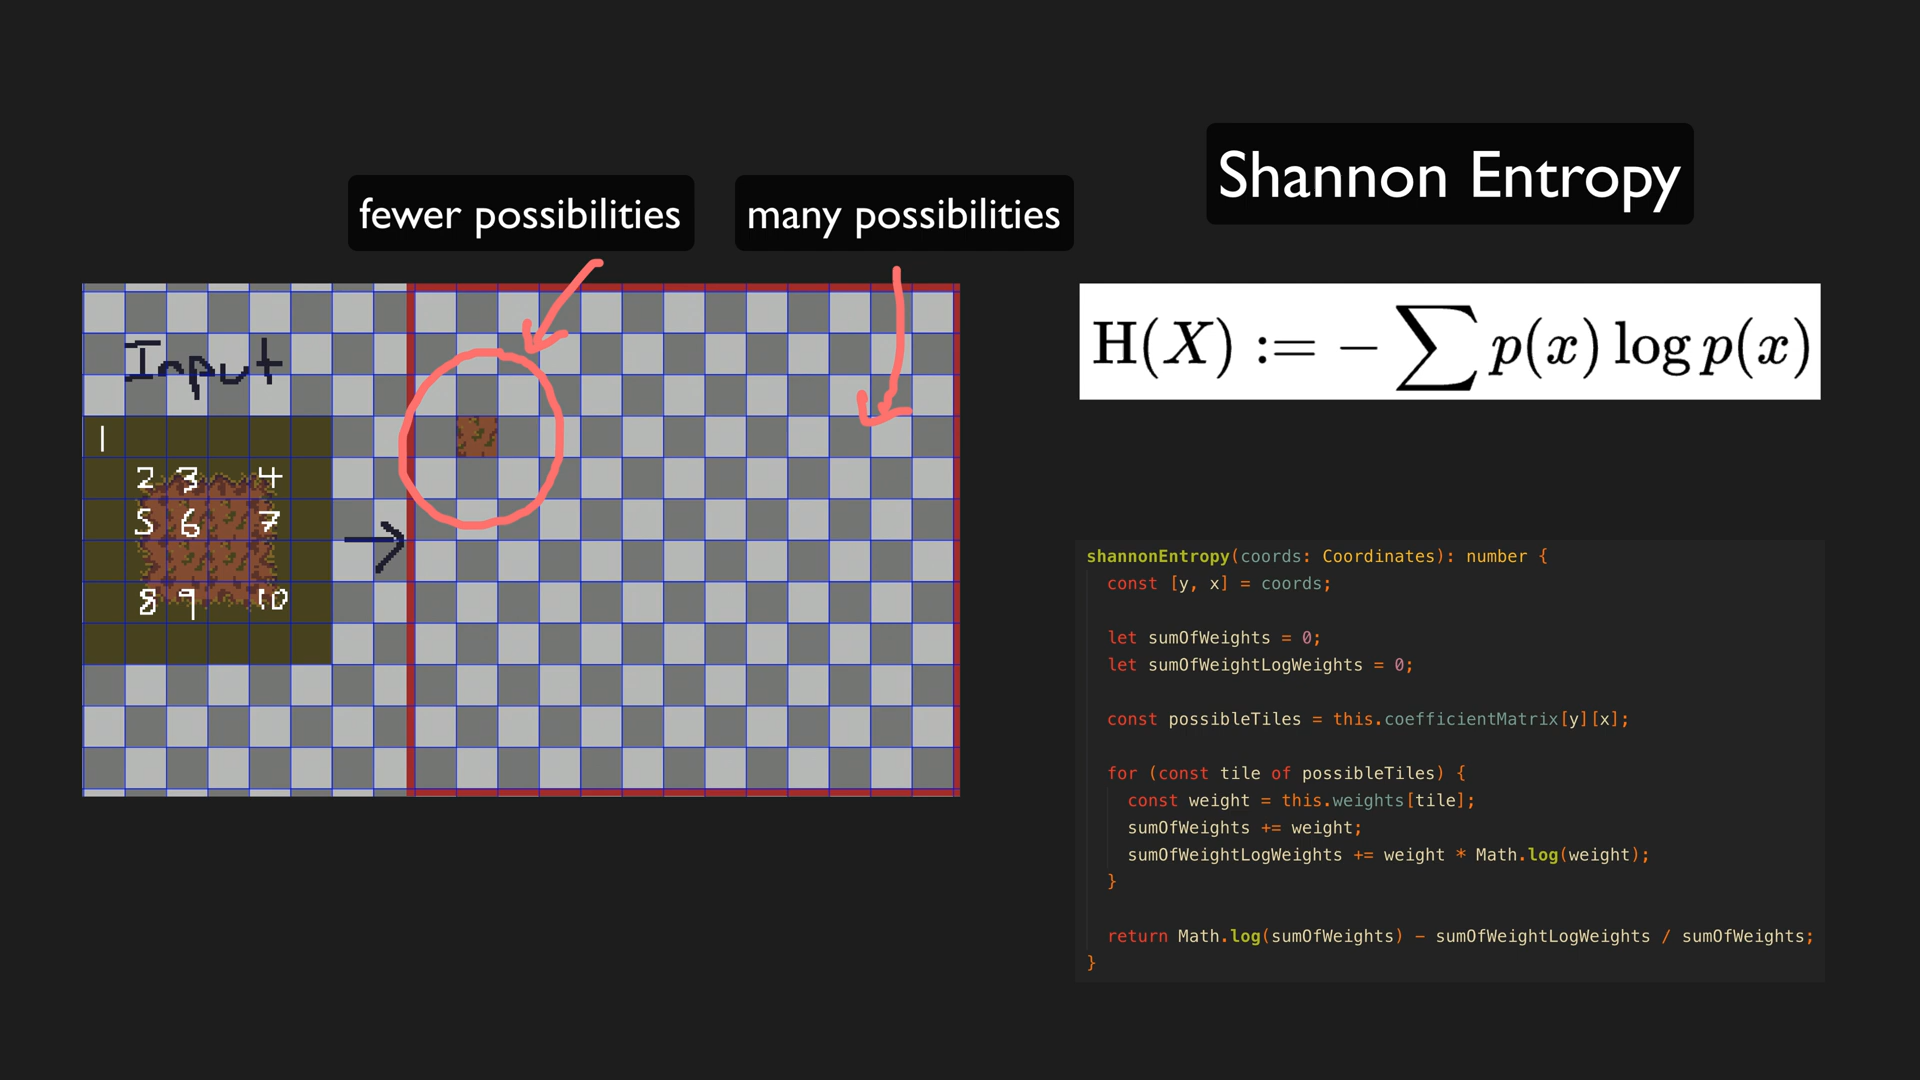 Shannon Entropy
fewer possibilities
many possibilities
H(X) := − ∑ p(x) log p(x)
Input
1
2 3 4
5 6 7
8 9 10
shannonEntropy(coords: Coordinates): number {
const [y, x] = coords;
let sumOfWeights = 0;
let sumOfWeightLogWeights = 0;
const possibleTiles = this.coefficientMatrix[y][x];
for (const tile of possibleTiles) {
const weight = this.weights[tile];
sumOfWeights += weight;
sumOfWeightLogWeights += weight * Math.log(weight);
}
return Math.log(sumOfWeights) − sumOfWeightLogWeights / sumOfWeights;
}